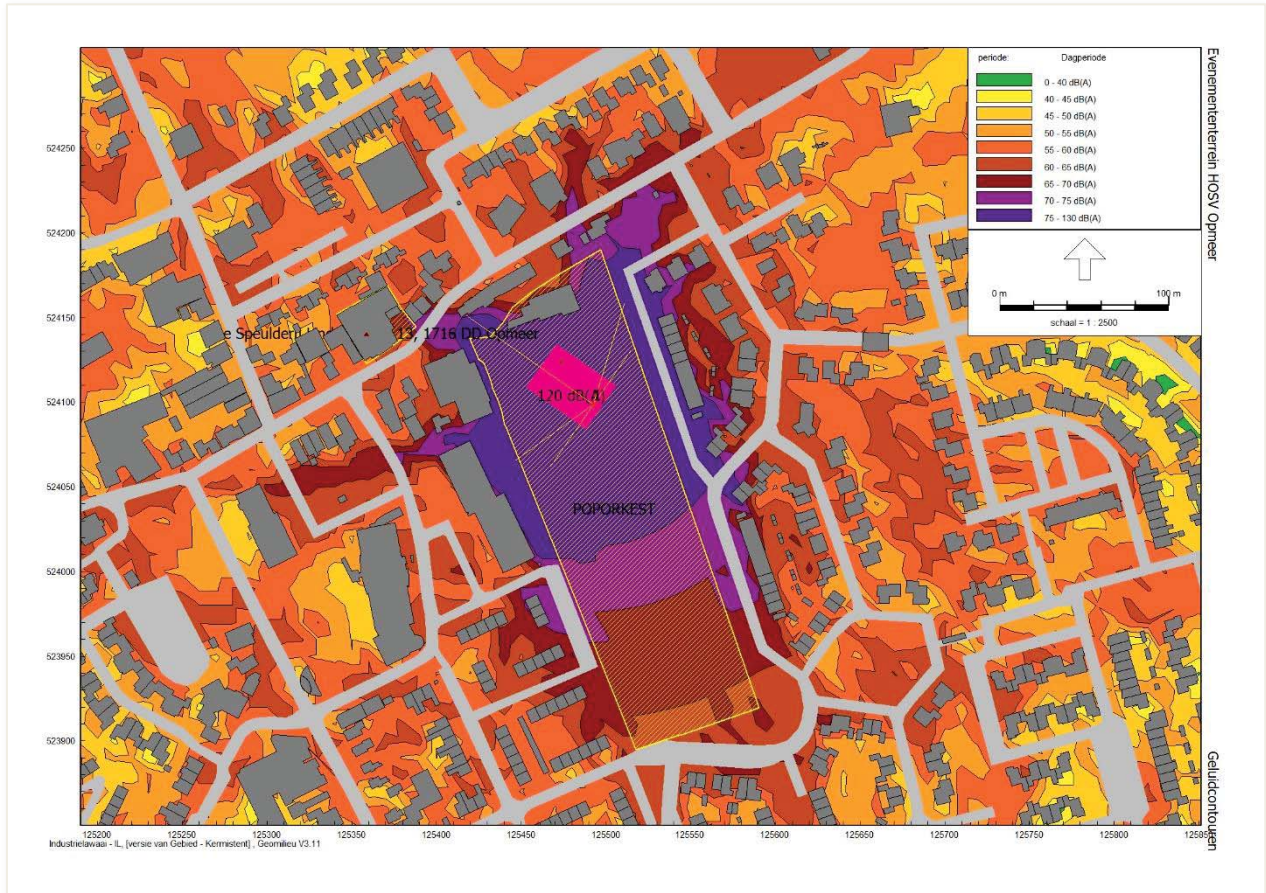 periode: Dagperiode
0 - 40 dB(A)
40 - 45 dB(A)
45 - 50 dB(A)
50 - 55 dB(A)
55 - 60 dB(A)
60 - 65 dB(A)
65 - 70 dB(A)
70 - 75 dB(A)
75 - 130 dB(A)
0 m 100 m
schaal = 1 : 2500
Evenemententerrein HOSV Opmeer
Geluidcontouren
524250
524200
524150
524100
524050
524000
523950
523900
e Speulder 13, 1716 DD Opmeer
120 dB(A)
POPORKEST
125200 125250 125300 125350 125400 125450 125500 125550 125600 125650 125700 125750 125800 12585
Industrielawaai - IL, [versie van Gebied - Kermistent] , Geomilieu V3.11